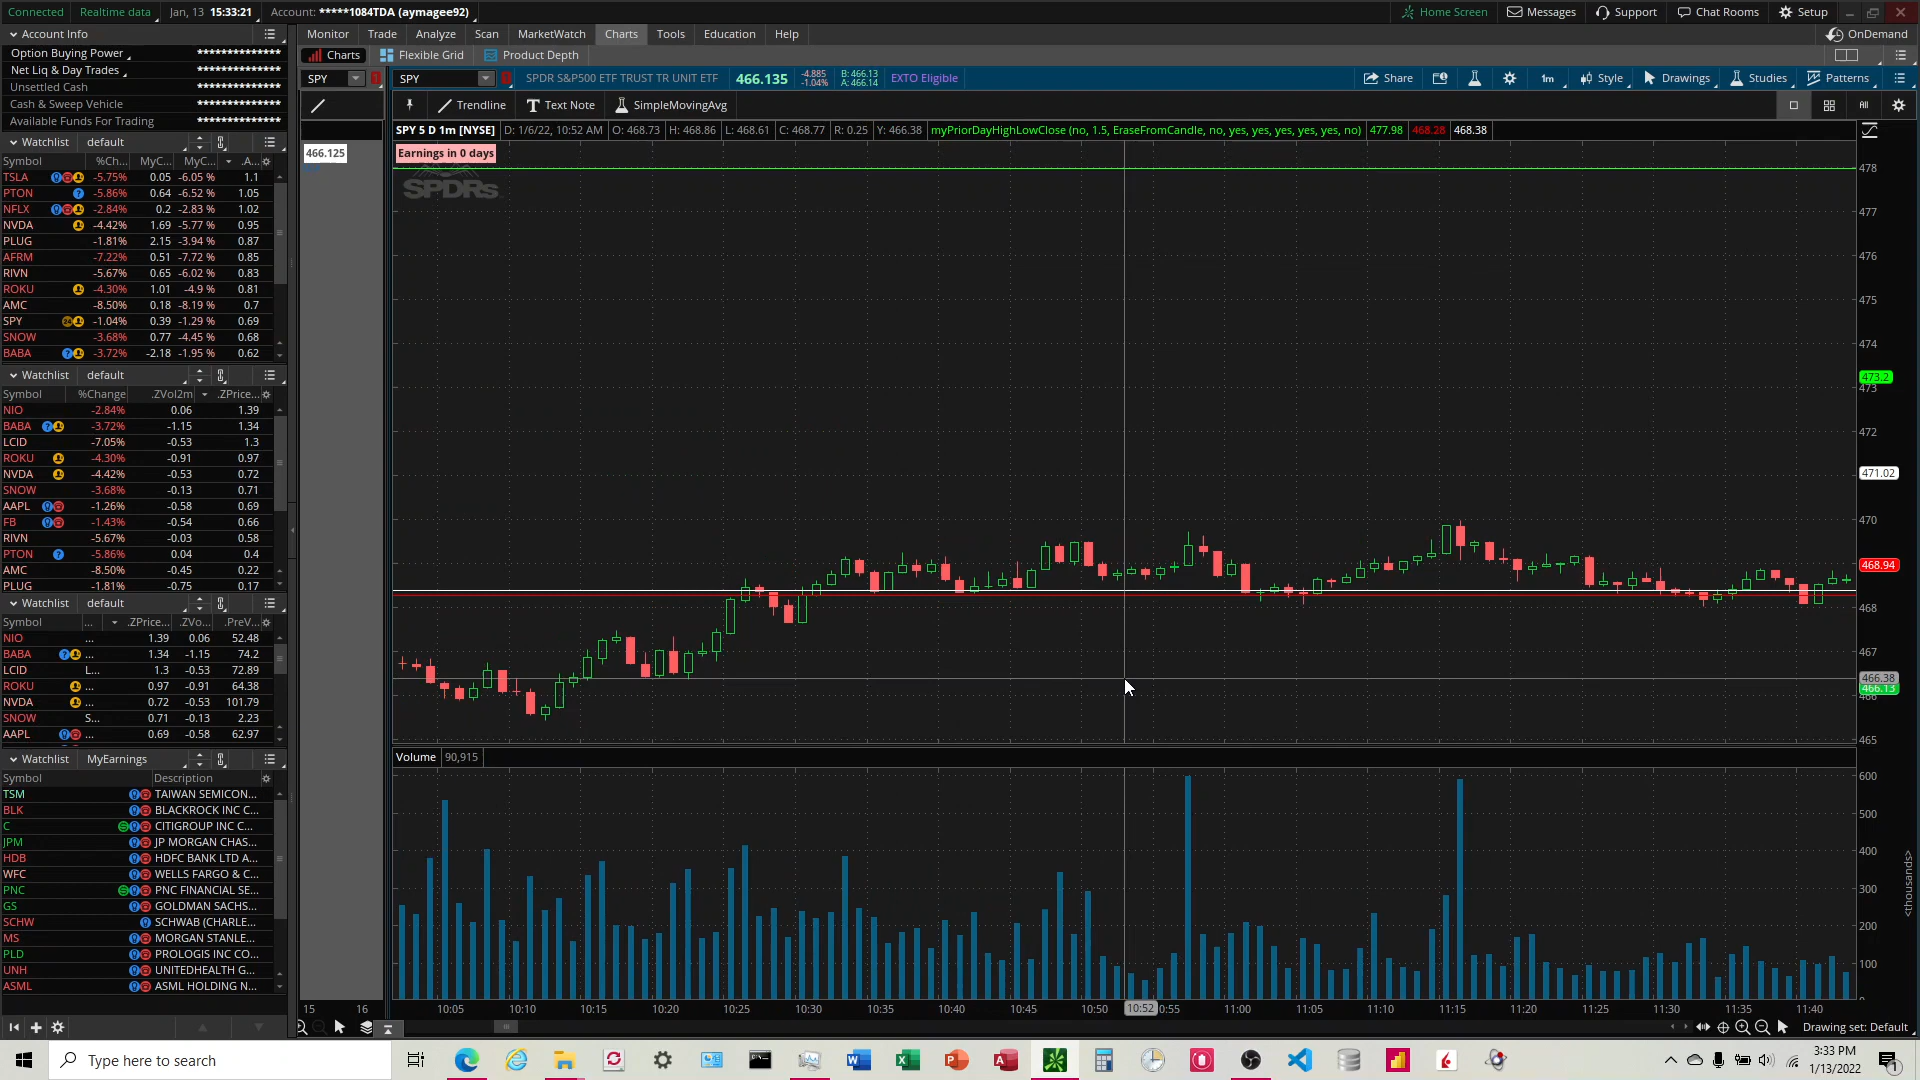 Connected Realtime data Jan, 13 15:33:21 Account: *****1084TDA (aymagee92) Home Screen Messages Support Chat Rooms Setup
Account Info Monitor Trade Analyze Scan MarketWatch Charts Tools Education Help OnDemand
Option Buying Power **************
Net Liq & Day Trades **************
Unsettled Cash **************
Cash & Sweep Vehicle **************
Available Funds For Trading **************
Charts Flexible Grid Product Depth
SPY SPY SPDR S&P500 ETF TRUST TR UNIT ETF 466.135 -4.885 -1.04% B: 466.13 A: 466.14 EXTO Eligible Share 1m Style Drawings Studies Patterns
Trendline Text Note SimpleMovingAvg All
SPY 5 D 1m [NYSE] D: 1/6/22, 10:52 AM O: 468.73 H: 468.86 L: 468.61 C: 468.77 R: 0.25 Y: 466.38 myPriorDayHighLowClose (no, 1.5, EraseFromCandle, no, yes, yes, yes, yes, yes, no) 477.98 468.28 468.38
466.125 Earnings in 0 days
SPDRs
Watchlist default
Symbol %Ch... MyC... MyC... .A...
TSLA -5.75% 0.05 -6.05 % 1.1
PTON -5.86% 0.64 -6.52 % 1.05
NFLX -2.84% 0.2 -2.83 % 1.02
NVDA -4.42% 1.69 -5.77 % 0.95
PLUG -1.81% 2.15 -3.94 % 0.87
AFRM -7.22% 0.51 -7.72 % 0.85
RIVN -5.67% 0.65 -6.02 % 0.83
ROKU -4.30% 1.01 -4.9 % 0.81
AMC -8.50% 0.18 -8.19 % 0.7
SPY -1.04% 0.39 -1.29 % 0.69
SNOW -3.68% 0.77 -4.45 % 0.68
BABA -3.72% -2.18 -1.95 % 0.62
Watchlist default
Symbol %Change .ZVol2m .ZPrice...
NIO -2.84% 0.06 1.39
BABA -3.72% -1.15 1.34
LCID -7.05% -0.53 1.3
ROKU -4.30% -0.91 0.97
NVDA -4.42% -0.53 0.72
SNOW -3.68% -0.13 0.71
AAPL -1.26% -0.58 0.69
FB -1.43% -0.54 0.66
RIVN -5.67% -0.03 0.58
PTON -5.86% 0.04 0.4
AMC -8.50% -0.45 0.22
PLUG -1.81% -0.75 0.17
Watchlist default
Symbol ... .ZPrice... .ZVo... .PreV...
NIO ... 1.39 0.06 52.48
BABA ... 1.34 -1.15 74.2
LCID L... 1.3 -0.53 72.89
ROKU ... 0.97 -0.91 64.38
NVDA ... 0.72 -0.53 101.79
SNOW S... 0.71 -0.13 2.23
AAPL ... 0.69 -0.58 62.97
Watchlist MyEarnings
Symbol Description
TSM TAIWAN SEMICON...
BLK BLACKROCK INC C...
C CITIGROUP INC C...
JPM JP MORGAN CHAS...
HDB HDFC BANK LTD A...
WFC WELLS FARGO & C...
PNC PNC FINANCIAL SE...
GS GOLDMAN SACHS...
SCHW SCHWAB (CHARLE...
MS MORGAN STANLE...
PLD PROLOGIS INC CO...
UNH UNITEDHEALTH G...
ASML ASML HOLDING N...
478
477
476
475
474
473.2
473
472
471.02
470
468.94
468
467
466.38
466.13
465
Volume 90,915
600
500
400
300
200
100
<thousands>
15 16 10:05 10:10 10:15 10:20 10:25 10:30 10:35 10:40 10:45 10:50 10:52 0:55 11:00 11:05 11:10 11:15 11:20 11:25 11:30 11:35 11:40
Drawing set: Default
Type here to search
3:33 PM
1/13/2022